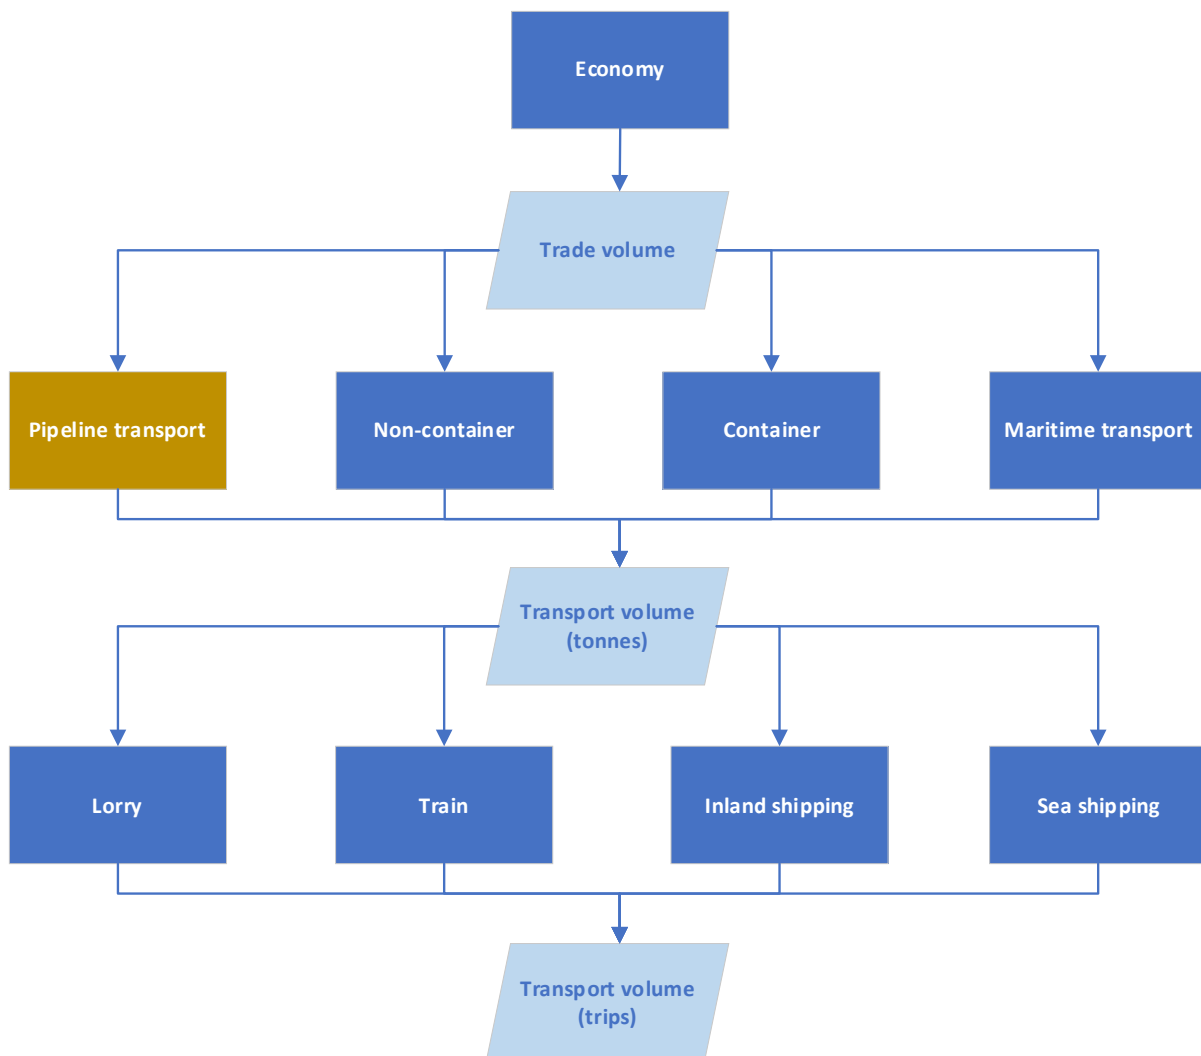 Economy
Trade volume
Pipeline transport
Non-container
Container
Maritime transport
Transport volume
(tonnes)
Lorry
Train
Inland shipping
Sea shipping
Transport volume
(trips)